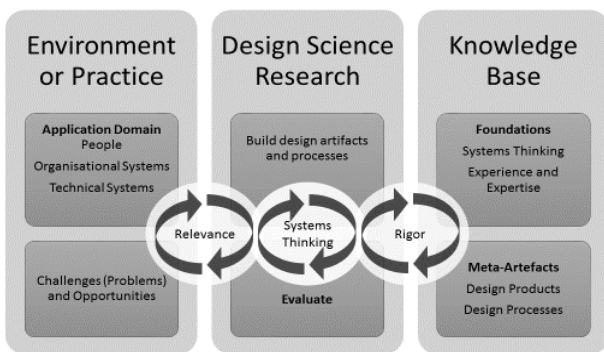 Environment
or Practice
Application Domain
People
Organisational Systems
Technical Systems
Challenges (Problems)
and Opportunities
Relevance
Design Science
Research
Build design artifacts
and processes
Systems
Thinking
Evaluate
Rigor
Knowledge
Base
Foundations
Systems Thinking
Experience and
Expertise
Meta-Artefacts
Design Products
Design Processes